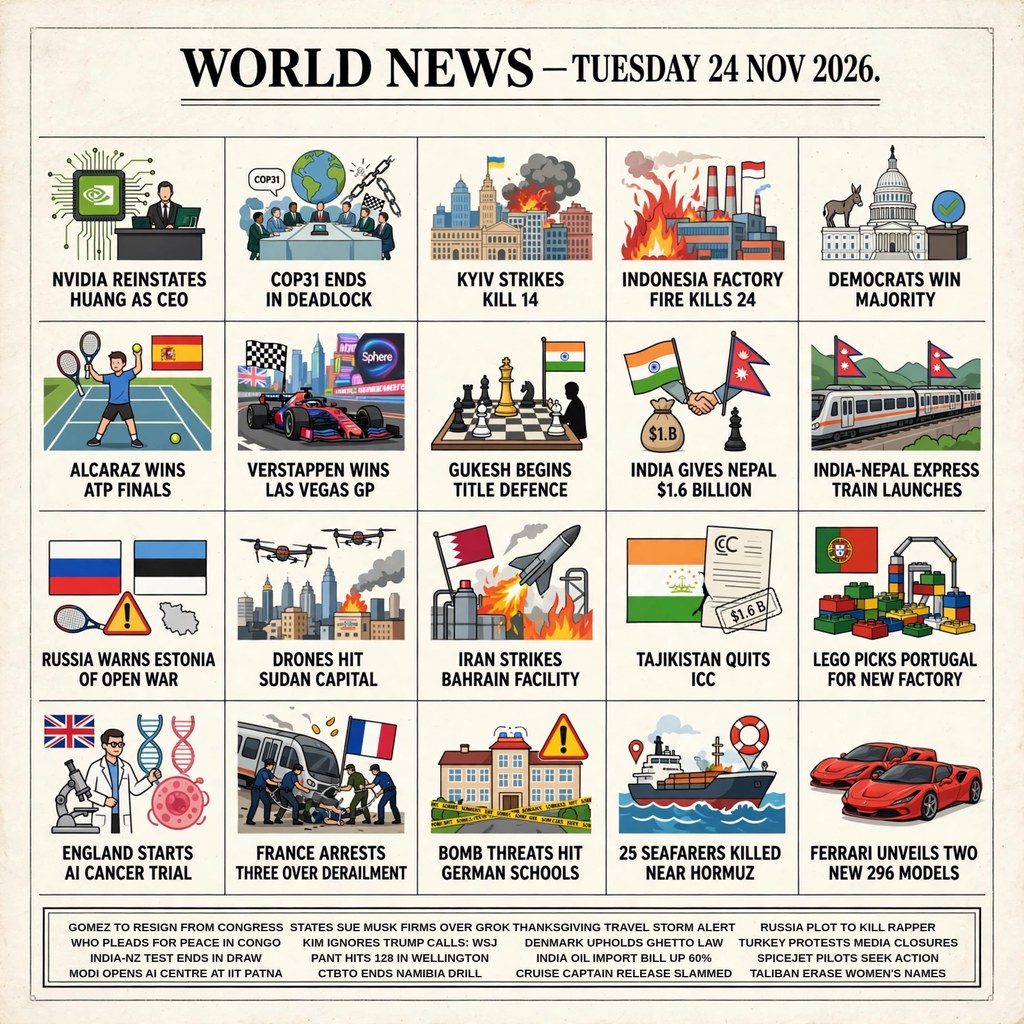 WORLD NEWS — TUESDAY 24 NOV 2026.
COP31
NVIDIA REINSTATES
HUANG AS CEO
COP31 ENDS
IN DEADLOCK
KYIV STRIKES
KILL 14
INDONESIA FACTORY
FIRE KILLS 24
DEMOCRATS WIN
MAJORITY
Sphere
$1.B
ALCARAZ WINS
ATP FINALS
VERSTAPPEN WINS
LAS VEGAS GP
GUKESH BEGINS
TITLE DEFENCE
INDIA GIVES NEPAL
$1.6 BILLION
INDIA-NEPAL EXPRESS
TRAIN LAUNCHES
$1.6 B
RUSSIA WARNS ESTONIA
OF OPEN WAR
DRONES HIT
SUDAN CAPITAL
IRAN STRIKES
BAHRAIN FACILITY
TAJIKISTAN QUITS
ICC
LEGO PICKS PORTUGAL
FOR NEW FACTORY
ENGLAND STARTS
AI CANCER TRIAL
FRANCE ARRESTS
THREE OVER DERAILMENT
BOMB THREATS HIT
GERMAN SCHOOLS
25 SEAFARERS KILLED
NEAR HORMUZ
FERRARI UNVEILS TWO
NEW 296 MODELS
GOMEZ TO RESIGN FROM CONGRESS STATES SUE MUSK FIRMS OVER GROK THANKSGIVING TRAVEL STORM ALERT RUSSIA PLOT TO KILL RAPPER
WHO PLEADS FOR PEACE IN CONGO KIM IGNORES TRUMP CALLS: WSJ DENMARK UPHOLDS GHETTO LAW TURKEY PROTESTS MEDIA CLOSURES
INDIA-NZ TEST ENDS IN DRAW PANT HITS 128 IN WELLINGTON INDIA OIL IMPORT BILL UP 60% SPICEJET PILOTS SEEK ACTION
MODI OPENS AI CENTRE AT IIT PATNA CTBTO ENDS NAMIBIA DRILL CRUISE CAPTAIN RELEASE SLAMMED TALIBAN ERASE WOMEN'S NAMES